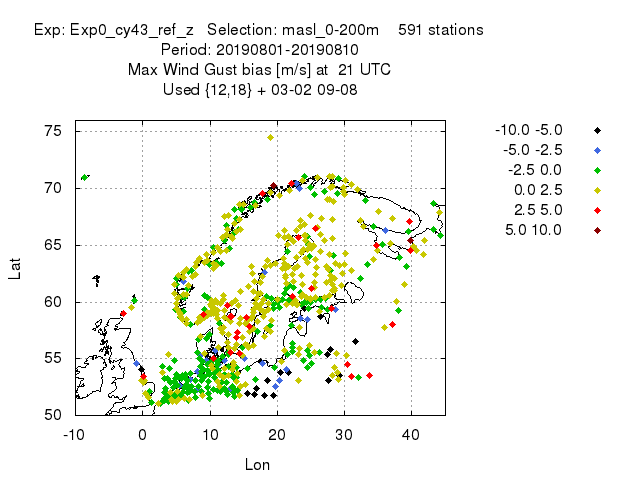 Exp: Exp0_cy43_ref_z   Selection: masl_0-200m    591 stations
Period: 20190801-20190810
Max Wind Gust bias [m/s] at  21 UTC
Used {12,18} + 03-02 09-08
-10.0 -5.0
-5.0 -2.5
-2.5 0.0
0.0 2.5
2.5 5.0
5.0 10.0
75
70
65
60
55
50
Lat
-10 0 10 20 30 40
Lon